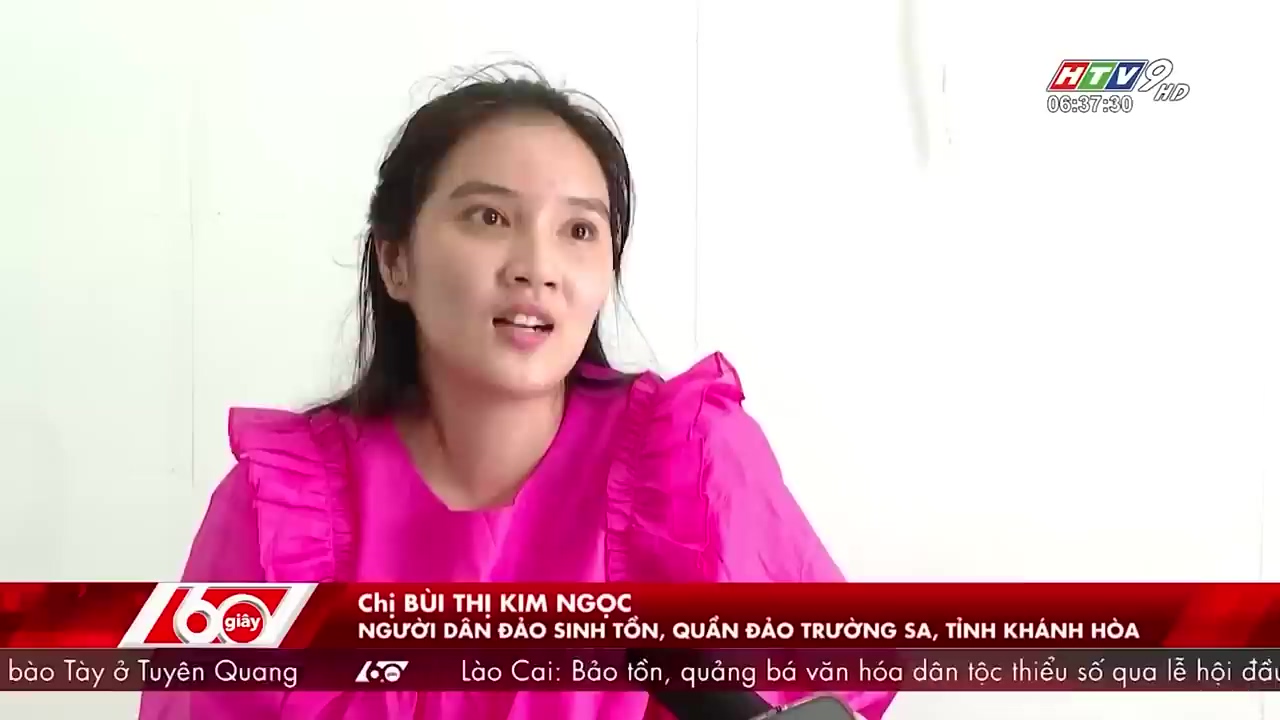 HTV9 HD
06:37:30
60 giây
Chị BÙI THỊ KIM NGỌC
NGƯỜI DÂN ĐẢO SINH TỒN, QUẦN ĐẢO TRƯỜNG SA, TỈNH KHÁNH HÒA
bào Tày ở Tuyên Quang 60 giây Lào Cai: Bảo tồn, quảng bá văn hóa dân tộc thiểu số qua lễ hội đầu